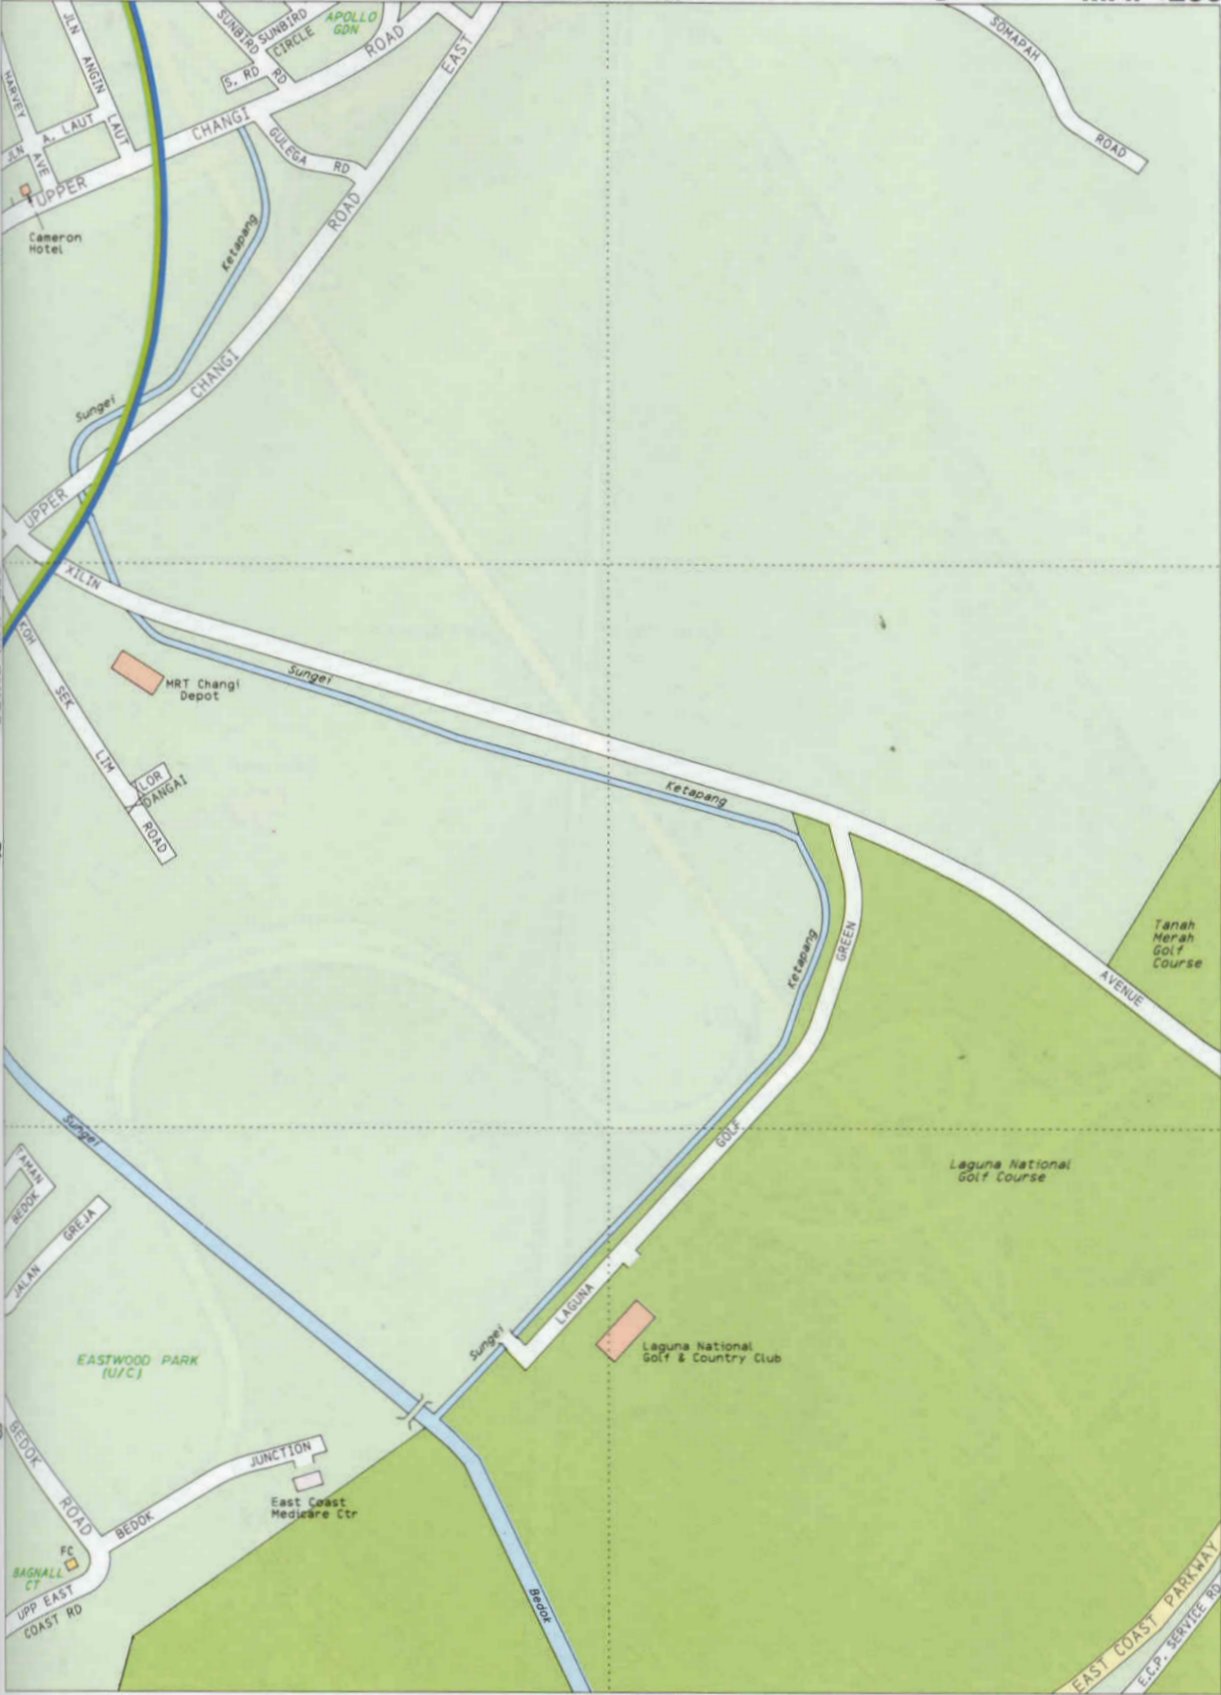 SOMAPAH
ROAD
JLN
ANGIN
LAUT
HARVEY
AVE
JLN
A. LAUT
SUNBIRD
RD
SUNBIRD
CIRCLE
S. RD
APOLLO
GDN
UPPER
CHANGI
ROAD
EAST
GULEGA
RD
Cameron
Hotel
Ketapang
ROAD
CHANGI
Sungei
UPPER
XILIN
KOH
SEK
LIM
ROAD
MRT Changi
Depot
Sungei
LOR
DANGAI
Ketapang
Ketapang
GREEN
AVENUE
Tanah
Merah
Golf
Course
Sungei
GOLF
TAMAN
BEDOK
JALAN
GREJA
Laguna National
Golf Course
LAGUNA
Sungei
Laguna National
Golf & Country Club
EASTWOOD PARK
(U/C)
BEDOK
ROAD
BEDOK
JUNCTION
East Coast
Medicare Ctr
FC
BAGNALL
CT
UPP EAST
COAST RD
Bedok
EAST COAST PARKWAY
E.C.P. SERVICE RD